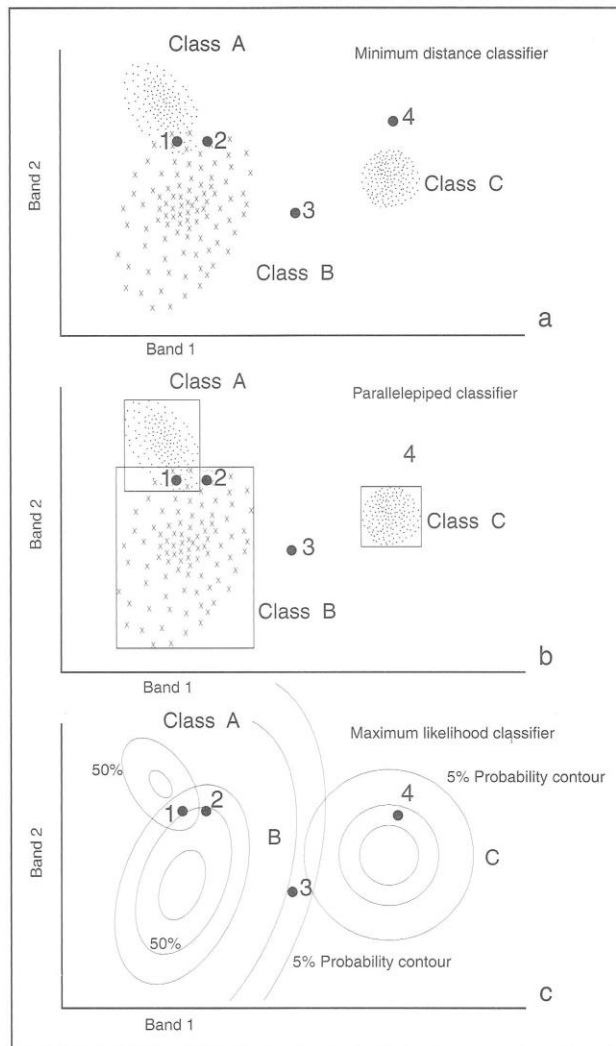 Class A
Minimum distance classifier
4
1 2
Class C
Band 2
3
Class B
a
Band 1
Class A
Parallelepiped classifier
4
1 2
Class C
Band 2
3
Class B
b
Band 1
Class A
Maximum likelihood classifier
50%
5% Probability contour
4
1 2
B
C
Band 2
3
50%
5% Probability contour
c
Band 1